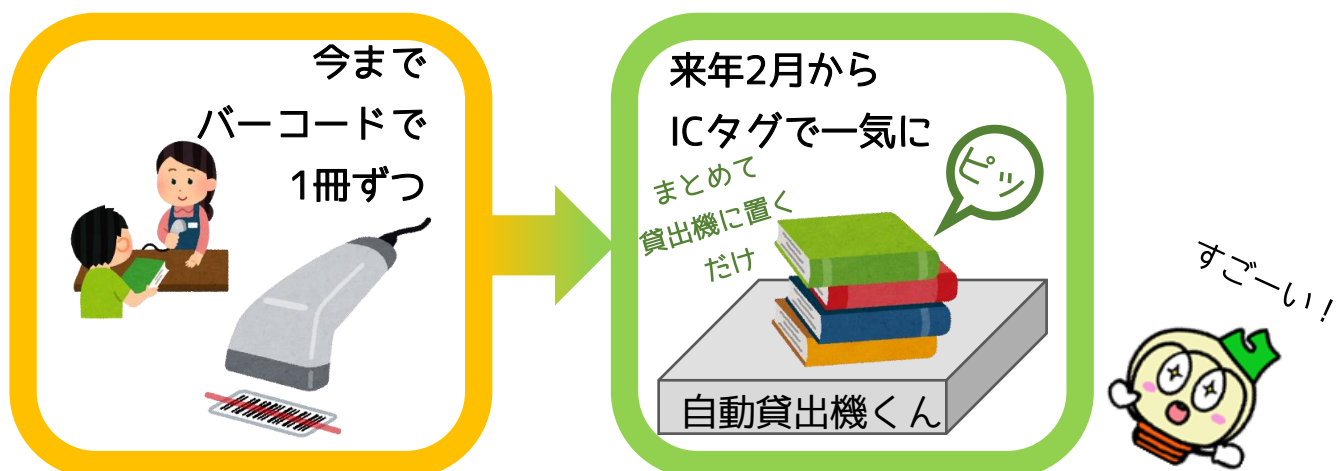 今まで
バーコードで
1冊ずつ
来年2月から
ICタグで一気に
まとめて
貸出機に置く
だけ
ピッ
自動貸出機くん
すごーい！